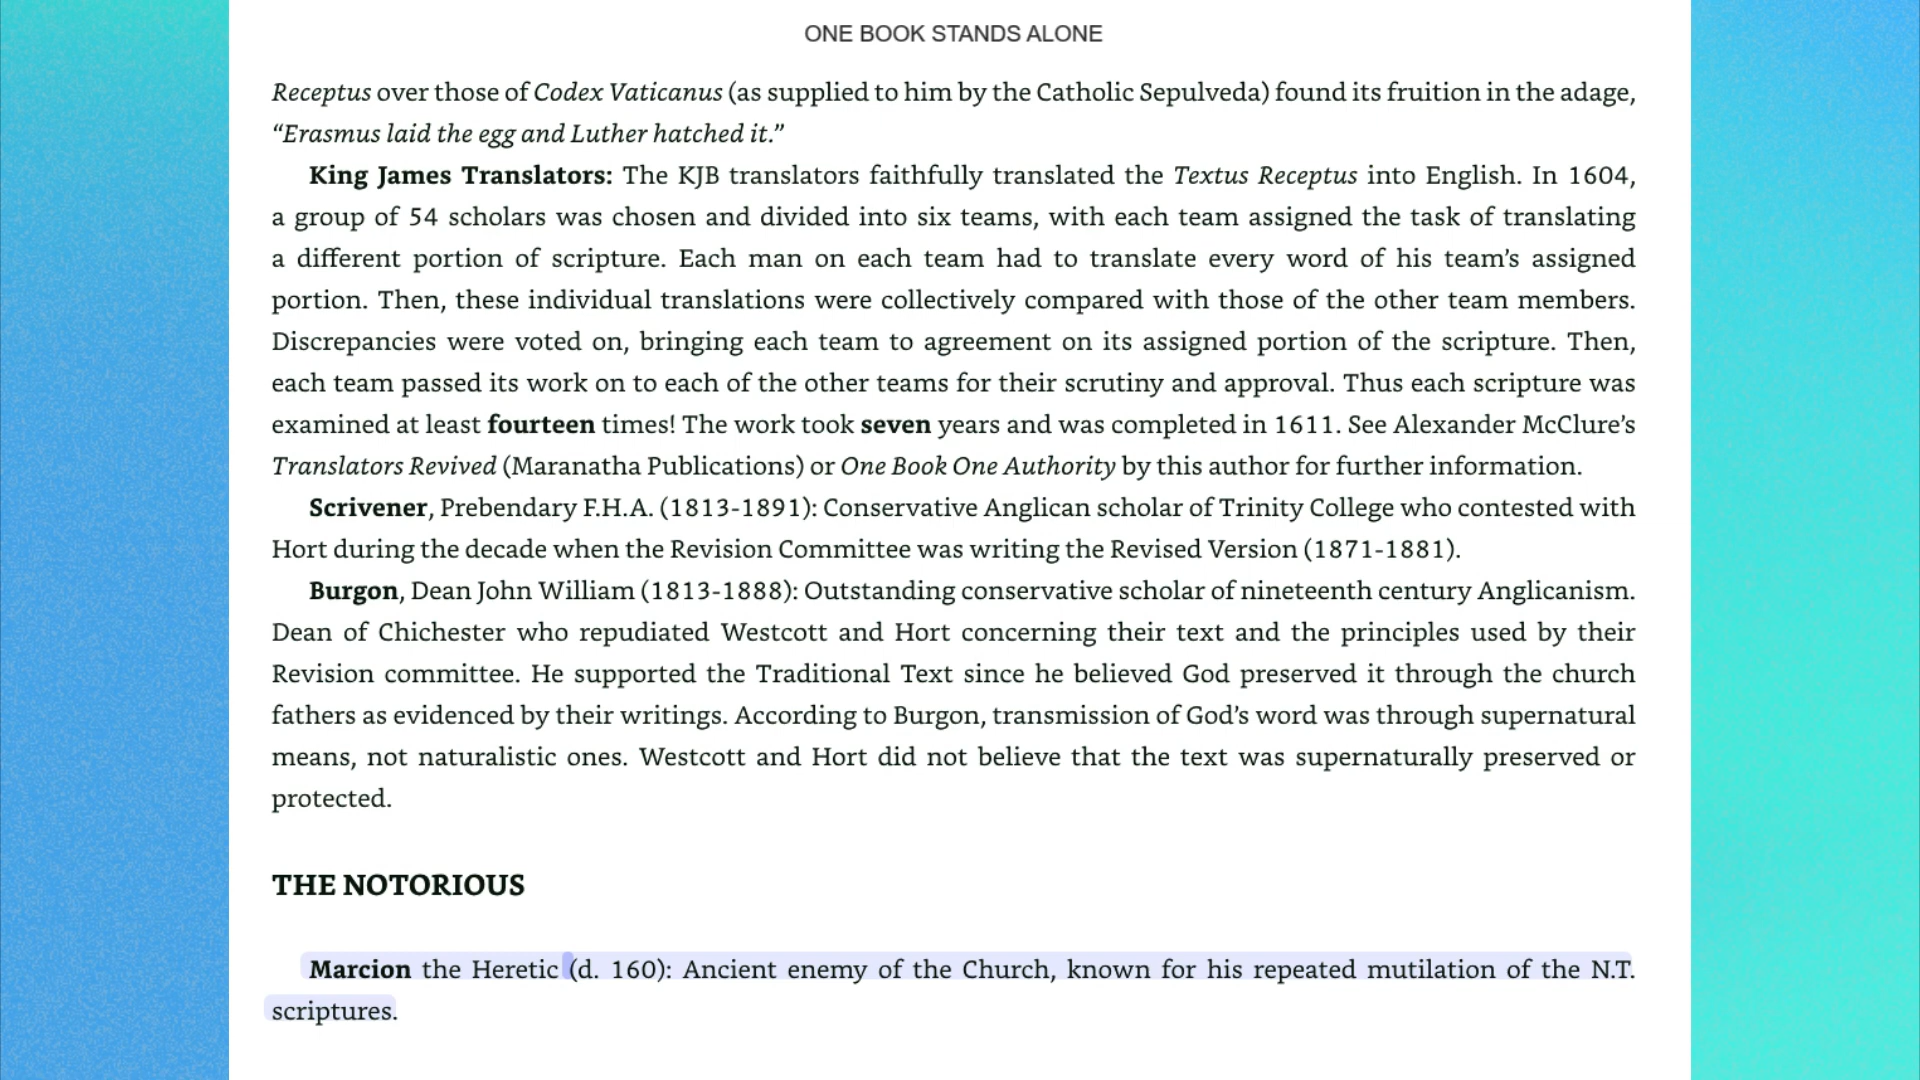 ONE BOOK STANDS ALONE
Receptus over those of Codex Vaticanus (as supplied to him by the Catholic Sepulveda) found its fruition in the adage,
“Erasmus laid the egg and Luther hatched it.”
King James Translators: The KJB translators faithfully translated the Textus Receptus into English. In 1604,
a group of 54 scholars was chosen and divided into six teams, with each team assigned the task of translating
a different portion of scripture. Each man on each team had to translate every word of his team’s assigned
portion. Then, these individual translations were collectively compared with those of the other team members.
Discrepancies were voted on, bringing each team to agreement on its assigned portion of the scripture. Then,
each team passed its work on to each of the other teams for their scrutiny and approval. Thus each scripture was
examined at least fourteen times! The work took seven years and was completed in 1611. See Alexander McClure’s
Translators Revived (Maranatha Publications) or One Book One Authority by this author for further information.
Scrivener, Prebendary F.H.A. (1813-1891): Conservative Anglican scholar of Trinity College who contested with
Hort during the decade when the Revision Committee was writing the Revised Version (1871-1881).
Burgon, Dean John William (1813-1888): Outstanding conservative scholar of nineteenth century Anglicanism.
Dean of Chichester who repudiated Westcott and Hort concerning their text and the principles used by their
Revision committee. He supported the Traditional Text since he believed God preserved it through the church
fathers as evidenced by their writings. According to Burgon, transmission of God’s word was through supernatural
means, not naturalistic ones. Westcott and Hort did not believe that the text was supernaturally preserved or
protected.
THE NOTORIOUS
Marcion the Heretic (d. 160): Ancient enemy of the Church, known for his repeated mutilation of the N.T.
scriptures.